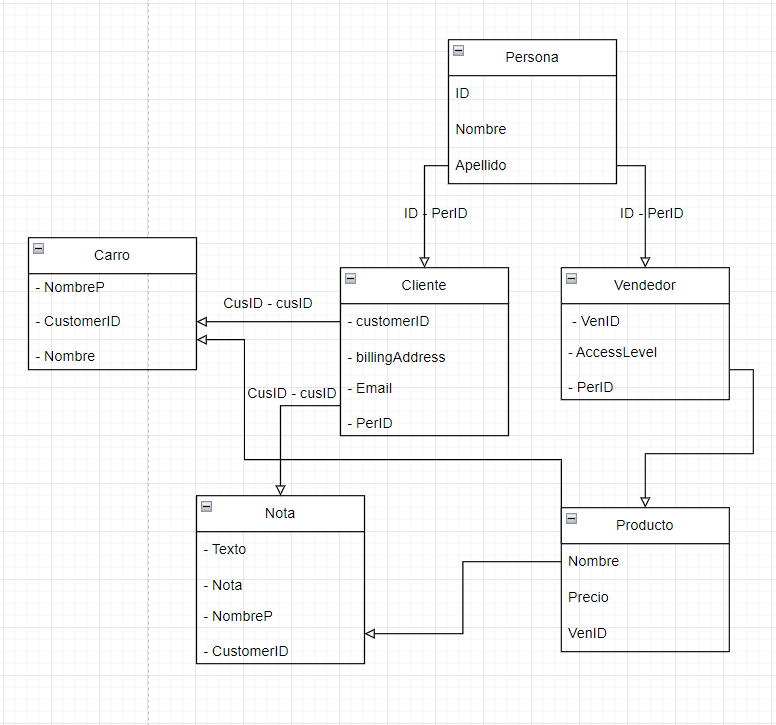 Persona
ID
Nombre
Apellido
ID - PerID
ID - PerID
Carro
- NombreP
- CustomerID
- Nombre
CusID - cusID
Cliente
- customerID
- billingAddress
- Email
- PerID
Vendedor
- VenID
- AccessLevel
- PerID
CusID - cusID
Nota
- Texto
- Nota
- NombreP
- CustomerID
Producto
Nombre
Precio
VenID